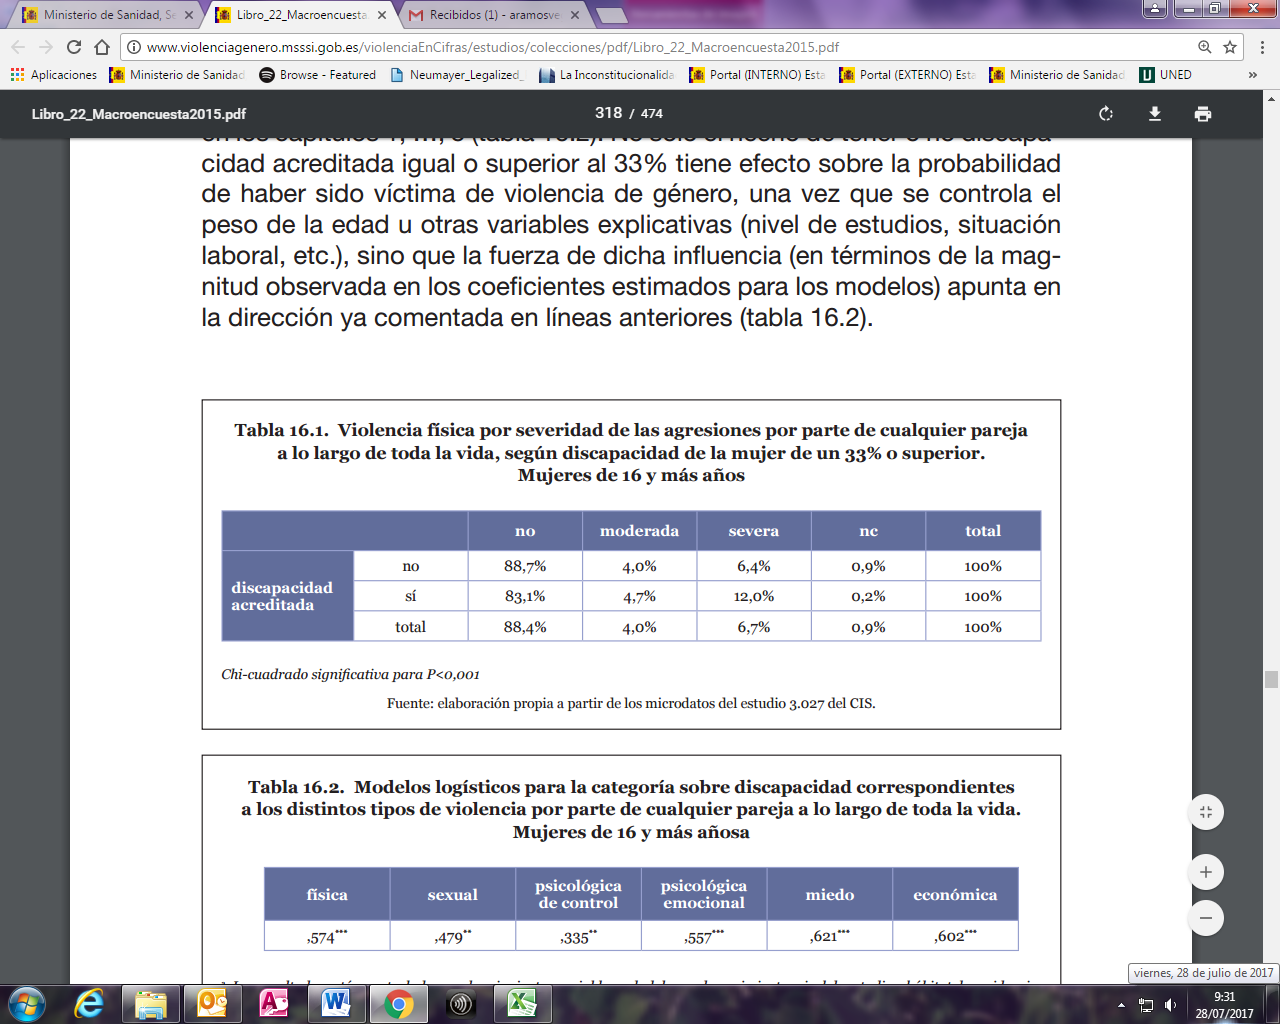 Ministerio de Sanidad, Se
Libro_22_Macroencuesta
Recibidos (1) - aramosve
www.violenciagenero.msssi.gob.es/violenciaEnCifras/estudios/colecciones/pdf/Libro_22_Macroencuesta2015.pdf
Aplicaciones Ministerio de Sanidad Browse - Featured Neumayer_Legalized_ La Inconstitucionalida Portal (INTERNO) Esta Portal (EXTERNO) Esta Ministerio de Sanidad UNED »
Libro_22_Macroencuesta2015.pdf 318 / 474
cidad acreditada igual o superior al 33% tiene efecto sobre la probabilidad
de haber sido víctima de violencia de género, una vez que se controla el
peso de la edad u otras variables explicativas (nivel de estudios, situación
laboral, etc.), sino que la fuerza de dicha influencia (en términos de la mag-
nitud observada en los coeficientes estimados para los modelos) apunta en
la dirección ya comentada en líneas anteriores (tabla 16.2).
Tabla 16.1. Violencia física por severidad de las agresiones por parte de cualquier pareja
a lo largo de toda la vida, según discapacidad de la mujer de un 33% o superior.
Mujeres de 16 y más años
no moderada severa nc total
discapacidad
acreditada
no 88,7% 4,0% 6,4% 0,9% 100%
sí 83,1% 4,7% 12,0% 0,2% 100%
total 88,4% 4,0% 6,7% 0,9% 100%
Chi-cuadrado significativa para P<0,001
Fuente: elaboración propia a partir de los microdatos del estudio 3.027 del CIS.
Tabla 16.2. Modelos logísticos para la categoría sobre discapacidad correspondientes
a los distintos tipos de violencia por parte de cualquier pareja a lo largo de toda la vida.
Mujeres de 16 y más añosa
física sexual psicológica de control psicológica emocional miedo económica
,574*** ,479** ,335** ,557*** ,621*** ,602***
viernes, 28 de julio de 2017
9:31
28/07/2017